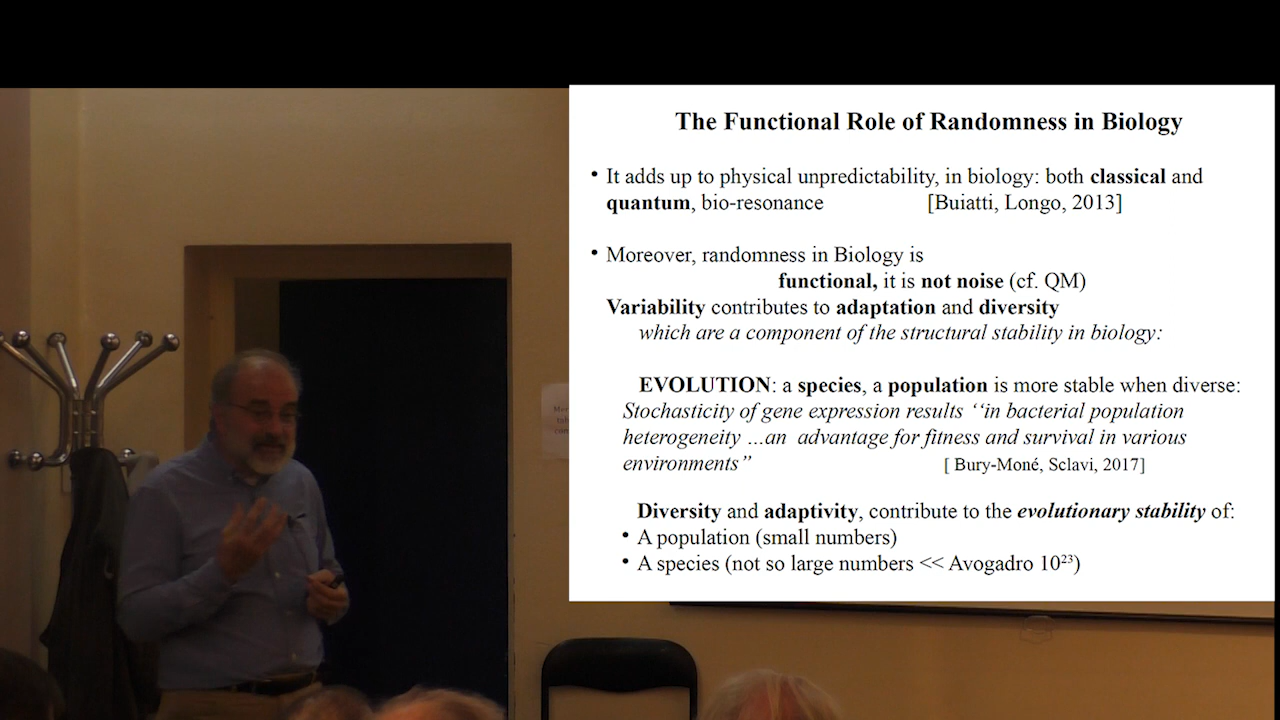 The Functional Role of Randomness in Biology
• It adds up to physical unpredictability, in biology: both classical and
quantum, bio-resonance [Buiatti, Longo, 2013]
• Moreover, randomness in Biology is
functional, it is not noise (cf. QM)
Variability contributes to adaptation and diversity
which are a component of the structural stability in biology:
EVOLUTION: a species, a population is more stable when diverse:
Stochasticity of gene expression results ‘‘in bacterial population
heterogeneity ...an advantage for fitness and survival in various
environments” [ Bury-Moné, Sclavi, 2017]
Diversity and adaptivity, contribute to the evolutionary stability of:
• A population (small numbers)
• A species (not so large numbers << Avogadro 10²³)